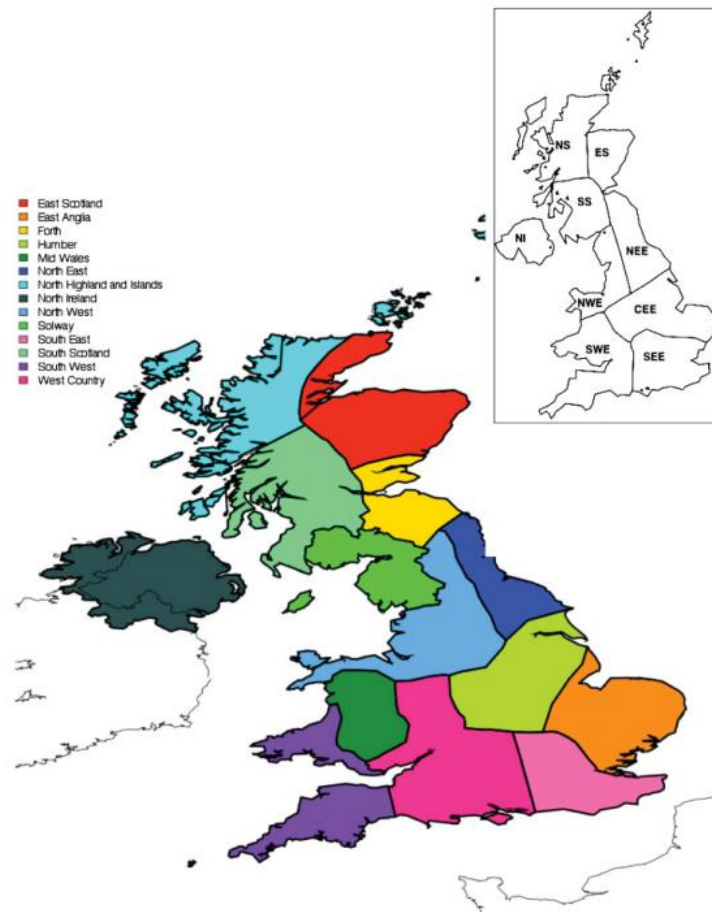 East Scotland
East Anglia
Forth
Humber
Mid Wales
North East
North Highland and Islands
North Ireland
North West
Solway
South East
South Scotland
South West
West Country
NS
ES
SS
NI
NEE
NWE
CEE
SWE
SEE